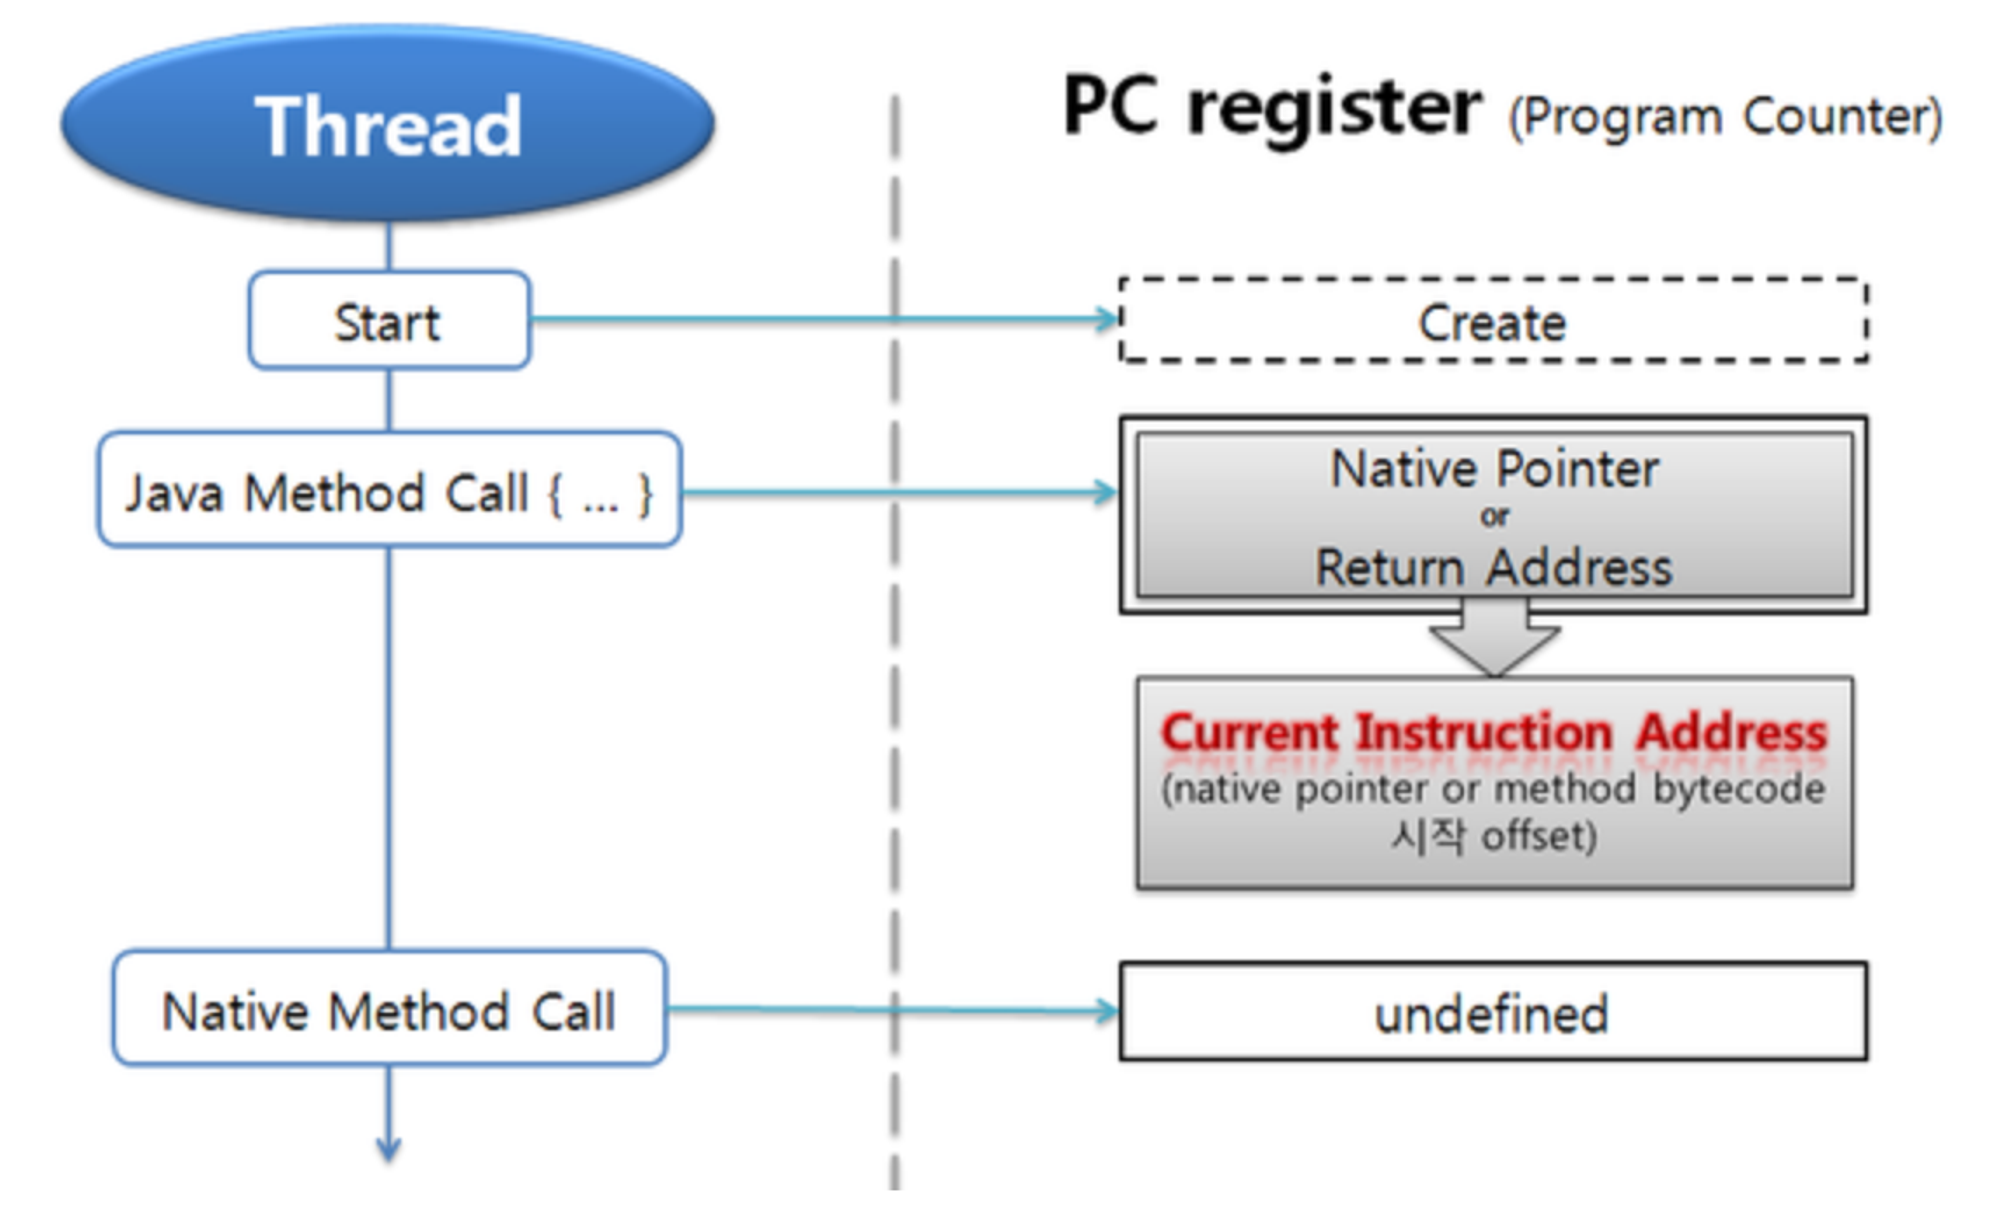 Thread
PC register (Program Counter)
Start
Create
Java Method Call { ... }
Native Pointer
or
Return Address
Current Instruction Address
(native pointer or method bytecode
시작 offset)
Native Method Call
undefined